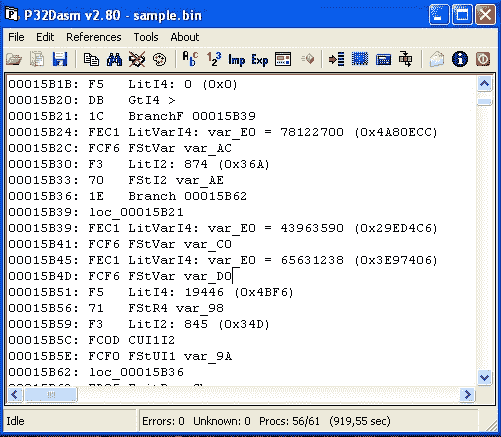 P32Dasm v2.80 - sample.bin
File Edit References Tools About
Abc 123 Imp Exp
00015B1B: F5 LitI4: 0 (0x0)
00015B20: DB GtI4 >
00015B21: 1C BranchF 00015B39
00015B24: FEC1 LitVarI4: var_E0 = 78122700 (0x4A80ECC)
00015B2C: FCF6 FStVar var_AC
00015B30: F3 LitI2: 874 (0x36A)
00015B33: 70 FStI2 var_AE
00015B36: 1E Branch 00015B62
00015B39: loc_00015B21
00015B39: FEC1 LitVarI4: var_E0 = 43963590 (0x29ED4C6)
00015B41: FCF6 FStVar var_C0
00015B45: FEC1 LitVarI4: var_E0 = 65631238 (0x3E97406)
00015B4D: FCF6 FStVar var_D0
00015B51: F5 LitI4: 19446 (0x4BF6)
00015B56: 71 FStR4 var_98
00015B59: F3 LitI2: 845 (0x34D)
00015B5C: FC0D CUI1I2
00015B5E: FCF0 FStUI1 var_9A
00015B62: loc_00015B36
Idle Errors: 0 Unknown: 0 Procs: 56/61 (919,55 sec)